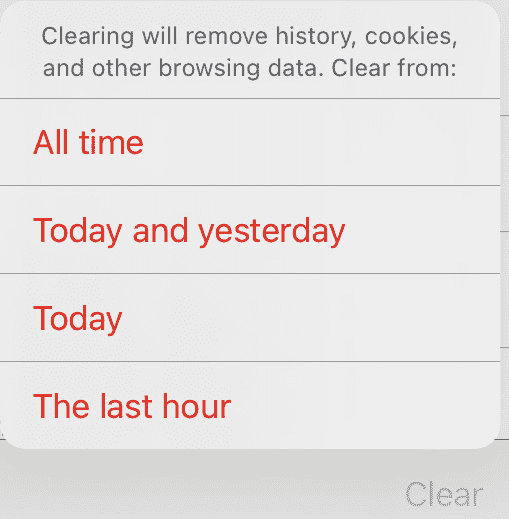 Clearing will remove history, cookies,
and other browsing data. Clear from:
All time
Today and yesterday
Today
The last hour
Clear